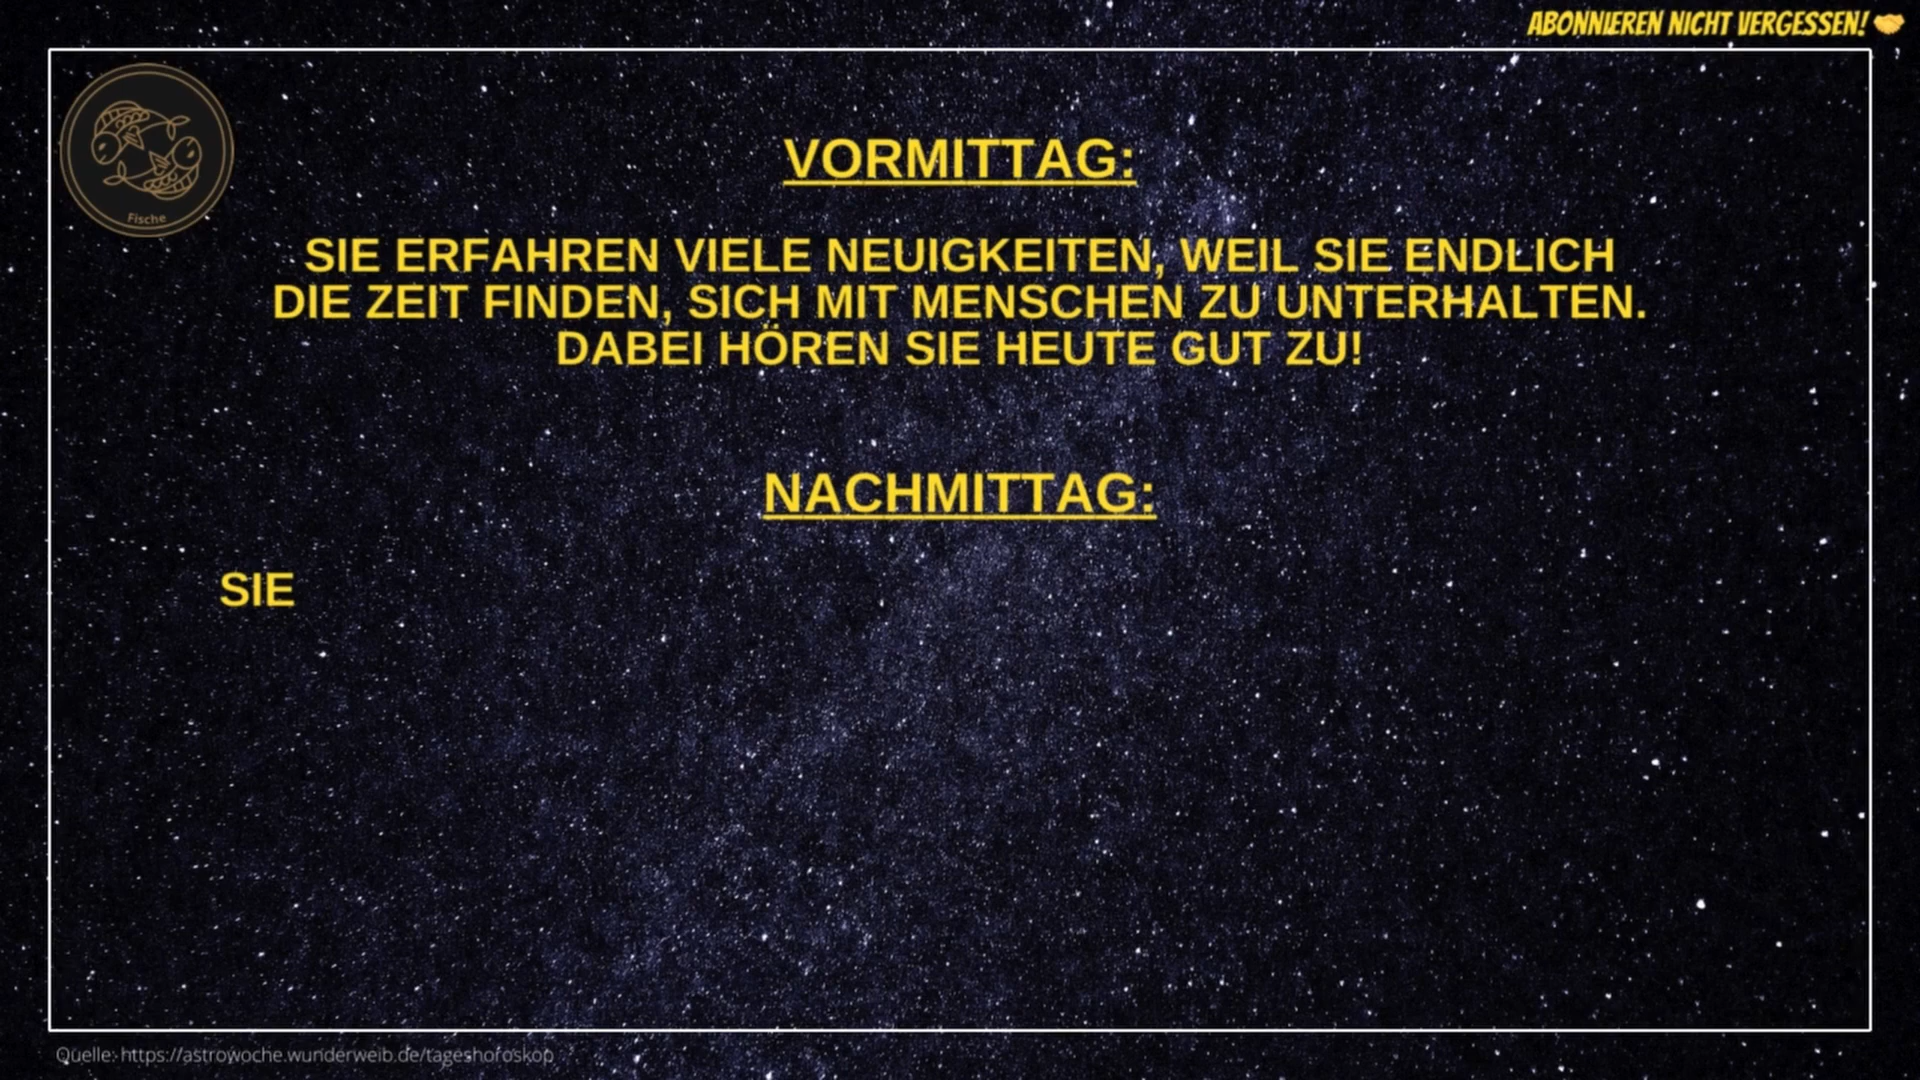 ABONNIEREN NICHT VERGESSEN!
Fische
VORMITTAG:
SIE ERFAHREN VIELE NEUIGKEITEN, WEIL SIE ENDLICH
DIE ZEIT FINDEN, SICH MIT MENSCHEN ZU UNTERHALTEN.
DABEI HÖREN SIE HEUTE GUT ZU!
NACHMITTAG:
SIE
Quelle: https://astrowoche.wunderweib.de/tageshoroskop